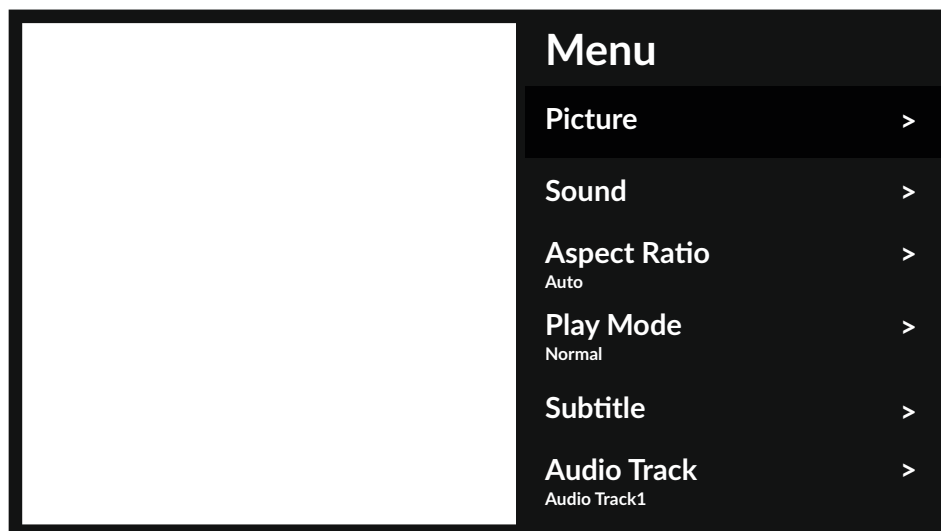 Menu
Picture >
Sound >
Aspect Ratio >
Auto
Play Mode >
Normal
Subtitle >
Audio Track >
Audio Track1